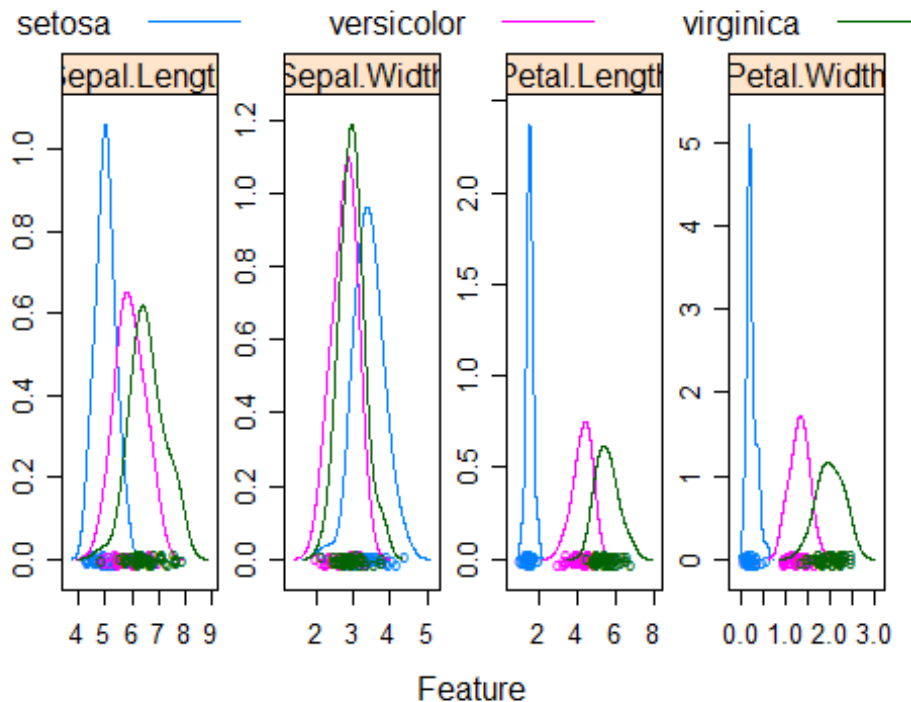 setosa versicolor virginica
Sepal.Length Sepal.Width Petal.Length Petal.Width
1.0 0.8 0.6 0.4 0.2 0.0
1.2 1.0 0.8 0.6 0.4 0.2 0.0
2.0 1.5 1.0 0.5 0.0
5 4 3 2 1 0
4 5 6 7 8 9
2 3 4 5
2 4 6 8
0.0 1.0 2.0 3.0
Feature